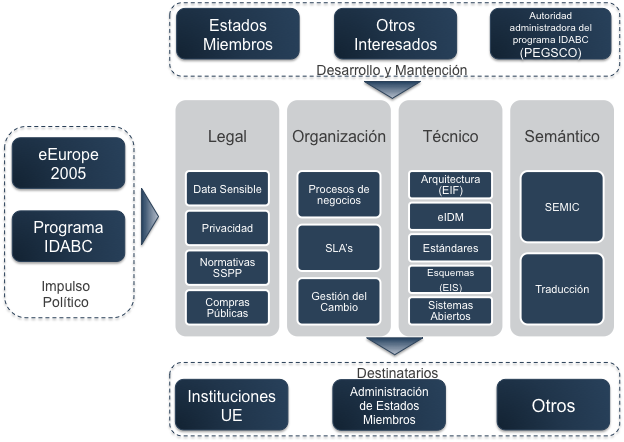 Estados
Miembros
Otros
Interesados
Autoridad
administradora del
programa IDABC
(PEGSCO)
Desarrollo y Mantención
eEurope
2005
Programa
IDABC
Impulso
Político
Legal
Data Sensible
Privacidad
Normativas
SSPP
Compras
Públicas
Organización
Procesos de
negocios
SLA's
Gestión del
Cambio
Técnico
Arquitectura
(EIF)
eIDM
Estándares
Esquemas
(EIS)
Sistemas
Abiertos
Semántico
SEMIC
Traducción
Destinatarios
Instituciones
UE
Administración
de Estados
Miembros
Otros